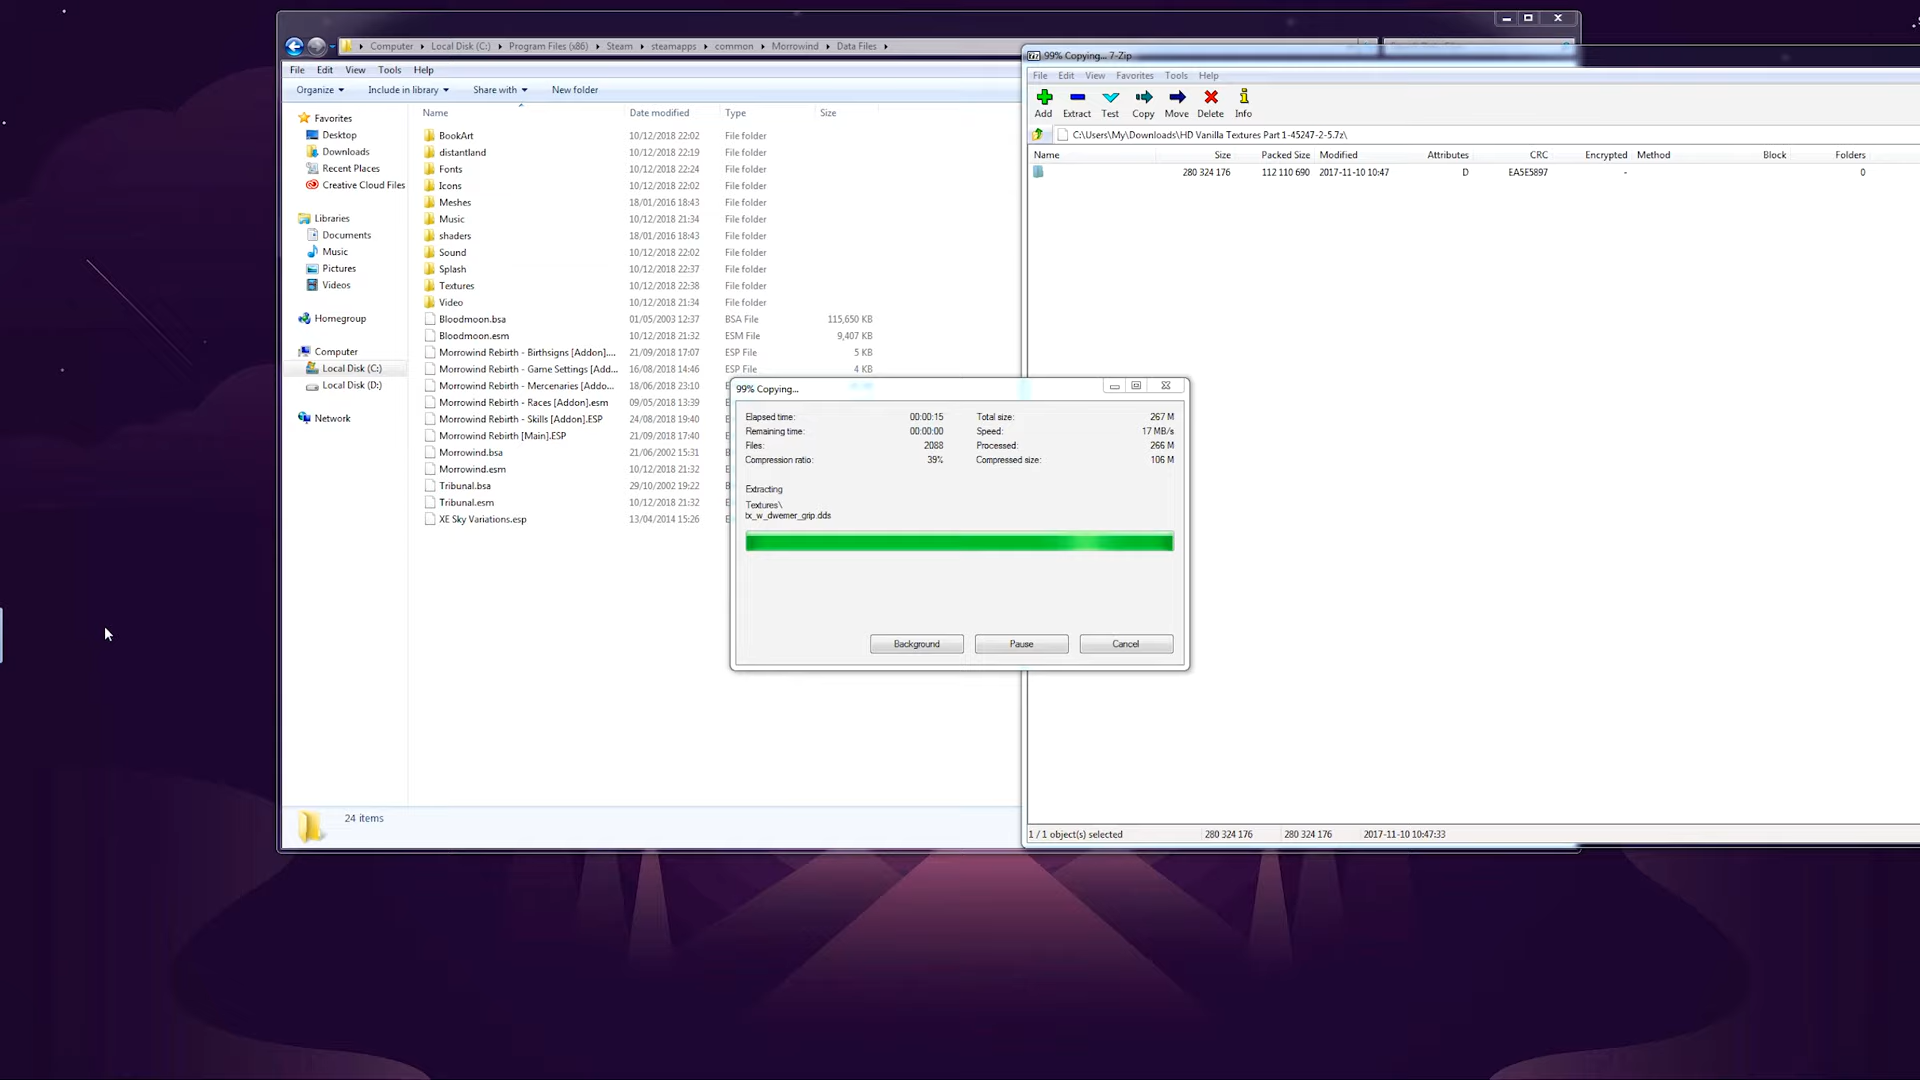 Computer Local Disk (C:) Program Files (x86) Steam steamapps common Morrowind Data Files
File Edit View Tools Help
Organize Include in library Share with New folder
Favorites
Desktop
Downloads
Recent Places
Creative Cloud Files
Libraries
Documents
Music
Pictures
Videos
Homegroup
Computer
Local Disk (C:)
Local Disk (D:)
Network
Name Date modified Type Size
BookArt 10/12/2018 22:02 File folder
distantland 10/12/2018 22:19 File folder
Fonts 10/12/2018 22:24 File folder
Icons 10/12/2018 22:02 File folder
Meshes 18/01/2016 18:43 File folder
Music 10/12/2018 21:34 File folder
shaders 18/01/2016 18:43 File folder
Sound 10/12/2018 22:02 File folder
Splash 10/12/2018 22:37 File folder
Textures 10/12/2018 22:38 File folder
Video 10/12/2018 21:34 File folder
Bloodmoon.bsa 01/05/2003 12:37 BSA File 115,650 KB
Bloodmoon.esm 10/12/2018 21:32 ESM File 9,407 KB
Morrowind Rebirth - Birthsigns [Addon].... 21/09/2018 17:07 ESP File 5 KB
Morrowind Rebirth - Game Settings [Add... 16/08/2018 14:46 ESP File 4 KB
Morrowind Rebirth - Mercenaries [Addo... 18/06/2018 23:10
Morrowind Rebirth - Races [Addon].esm 09/05/2018 13:39
Morrowind Rebirth - Skills [Addon].ESP 24/08/2018 19:40
Morrowind Rebirth [Main].ESP 21/09/2018 17:40
Morrowind.bsa 21/06/2002 15:31
Morrowind.esm 10/12/2018 21:32
Tribunal.bsa 29/10/2002 19:22
Tribunal.esm 10/12/2018 21:32
XE Sky Variations.esp 13/04/2014 15:26
24 items
99% Copying... 7-Zip
File Edit View Favorites Tools Help
Add Extract Test Copy Move Delete Info
C:\Users\My\Downloads\HD Vanilla Textures Part 1-45247-2-5.7z\
Name Size Packed Size Modified Attributes CRC Encrypted Method Block Folders
280 324 176 112 110 690 2017-11-10 10:47 D EA5E5897 - 0
1 / 1 object(s) selected 280 324 176 280 324 176 2017-11-10 10:47:33
99% Copying...
Elapsed time: 00:00:15 Total size: 267 M
Remaining time: 00:00:00 Speed: 17 MB/s
Files: 2088 Processed: 266 M
Compression ratio: 39% Compressed size: 106 M
Extracting
Textures\
tx_w_dwemer_grip.dds
Background Pause Cancel